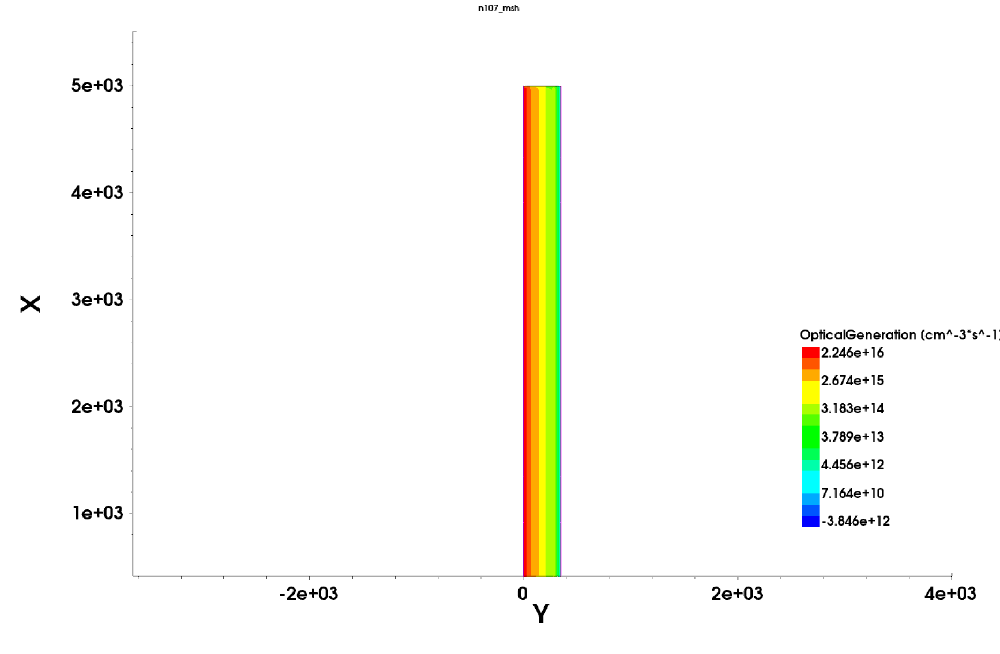 n107_msh
5e+03
4e+03
X
3e+03
2e+03
1e+03
OpticalGeneration (cm^-3*s^-1)
2.246e+16
2.674e+15
3.183e+14
3.789e+13
4.456e+12
7.164e+10
-3.846e+12
-2e+03
0
2e+03
4e+03
Y